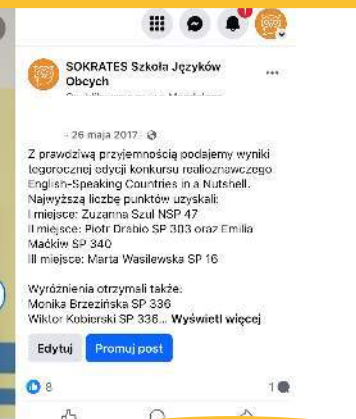 SOKRATES Szkoła Języków
Obcych
· 26 maja 2017 ·
Z prawdziwą przyjemnością podajemy wyniki
tegorocznej edycji konkursu realioznawczego
English-Speaking Countries in a Nutshell.
Najwyższą liczbę punktów uzyskali:
I miejsce: Zuzanna Szul NSP 47
II miejsce: Piotr Drabio SP 303 oraz Emilia
Maćkiw SP 340
III miejsce: Marta Wasilewska SP 16
Wyróżnienia otrzymali także:
Monika Brzezińska SP 336
Wiktor Kobierski SP 336... Wyświetl więcej
Edytuj
Promuj post
8
1